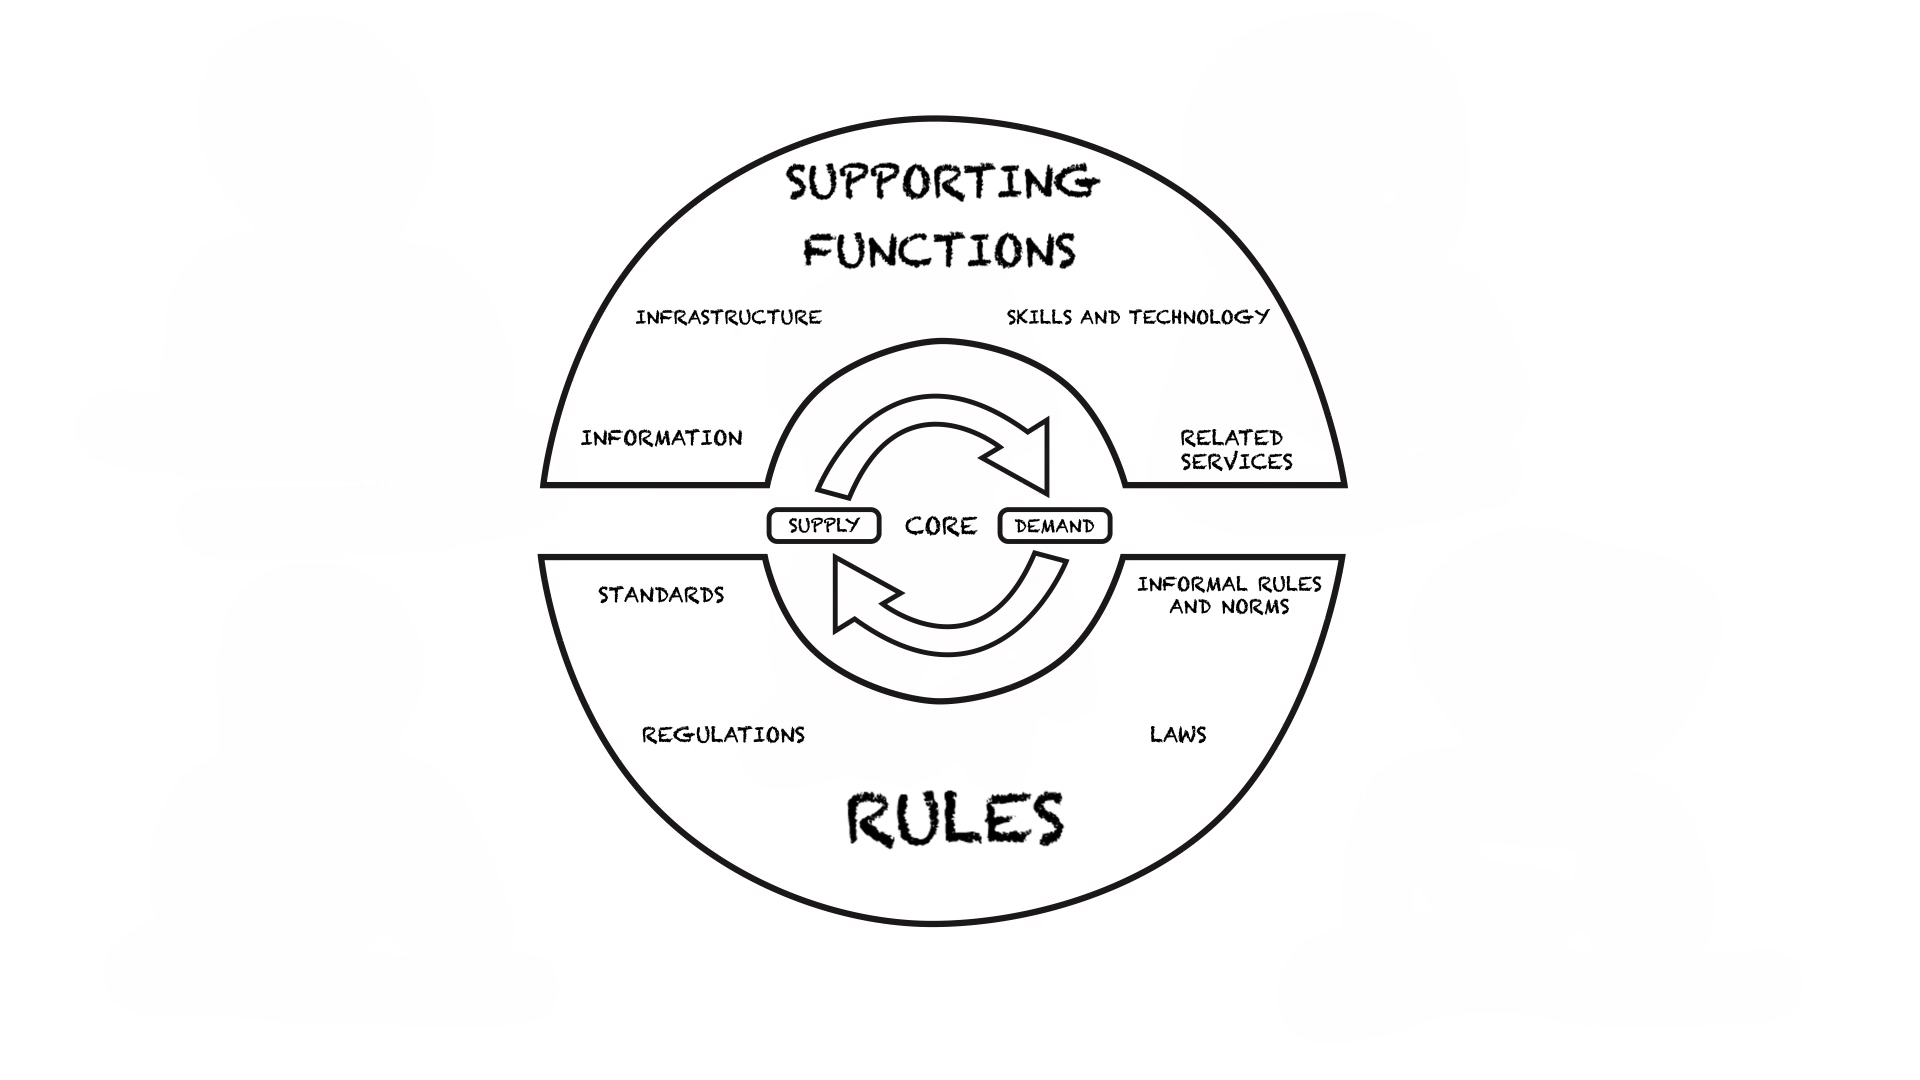 SUPPORTING
FUNCTIONS
INFRASTRUCTURE
SKILLS AND TECHNOLOGY
INFORMATION
RELATED
SERVICES
SUPPLY
CORE
DEMAND
STANDARDS
INFORMAL RULES
AND NORMS
REGULATIONS
LAWS
RULES